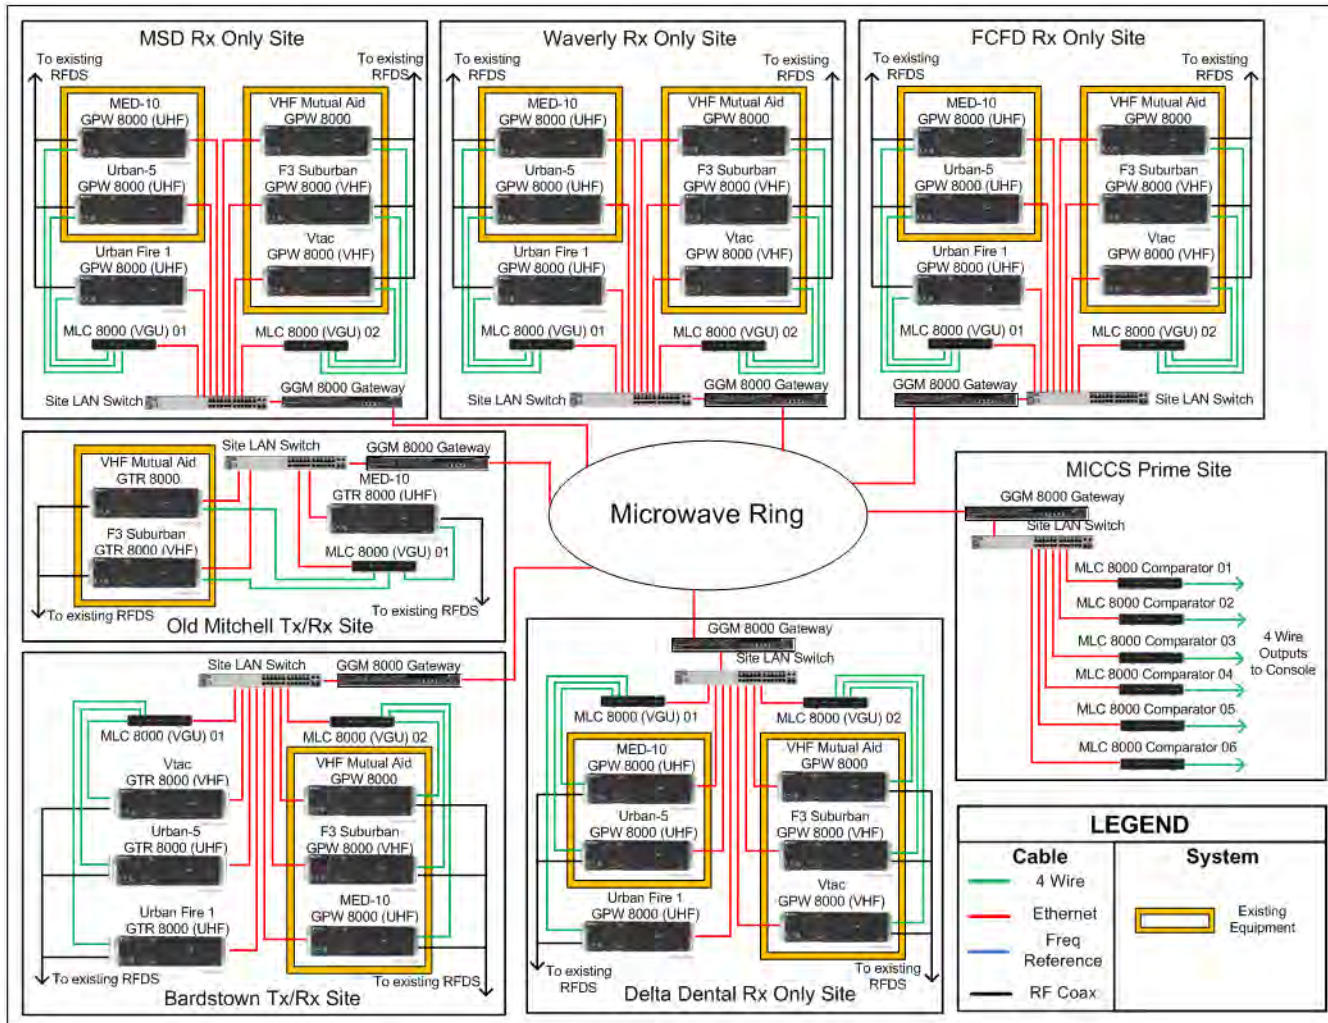 MSD Rx Only Site
To existing
RFDS
To existing
RFDS
MED-10
GPW 8000 (UHF)
VHF Mutual Aid
GPW 8000
Urban-5
GPW 8000 (UHF)
F3 Suburban
GPW 8000 (VHF)
Urban Fire 1
GPW 8000 (UHF)
Vtac
GPW 8000 (VHF)
MLC 8000 (VGU) 01
MLC 8000 (VGU) 02
GGM 8000 Gateway
Site LAN Switch
Waverly Rx Only Site
To existing
RFDS
To existing
RFDS
MED-10
GPW 8000 (UHF)
VHF Mutual Aid
GPW 8000
Urban-5
GPW 8000 (UHF)
F3 Suburban
GPW 8000 (VHF)
Urban Fire 1
GPW 8000 (UHF)
Vtac
GPW 8000 (VHF)
MLC 8000 (VGU) 01
MLC 8000 (VGU) 02
GGM 8000 Gateway
Site LAN Switch
FCFD Rx Only Site
To existing
RFDS
To existing
RFDS
MED-10
GPW 8000 (UHF)
VHF Mutual Aid
GPW 8000
Urban-5
GPW 8000 (UHF)
F3 Suburban
GPW 8000 (VHF)
Urban Fire 1
GPW 8000 (UHF)
Vtac
GPW 8000 (VHF)
MLC 8000 (VGU) 01
MLC 8000 (VGU) 02
GGM 8000 Gateway
Site LAN Switch
Site LAN Switch
GGM 8000 Gateway
VHF Mutual Aid
GTR 8000
MED-10
GTR 8000 (UHF)
F3 Suburban
GTR 8000 (VHF)
MLC 8000 (VGU) 01
To existing RFDS
To existing RFDS
Old Mitchell Tx/Rx Site
Microwave Ring
MICCS Prime Site
GGM 8000 Gateway
Site LAN Switch
MLC 8000 Comparator 01
MLC 8000 Comparator 02
MLC 8000 Comparator 03
MLC 8000 Comparator 04
MLC 8000 Comparator 05
MLC 8000 Comparator 06
4 Wire
Outputs
to Console
Site LAN Switch
GGM 8000 Gateway
MLC 8000 (VGU) 01
MLC 8000 (VGU) 02
Vtac
GTR 8000 (VHF)
VHF Mutual Aid
GPW 8000
Urban-5
GTR 8000 (UHF)
F3 Suburban
GPW 8000 (VHF)
Urban Fire 1
GTR 8000 (UHF)
MED-10
GPW 8000 (UHF)
To existing RFDS
To existing RFDS
Bardstown Tx/Rx Site
GGM 8000 Gateway
Site LAN Switch
MLC 8000 (VGU) 01
MLC 8000 (VGU) 02
MED-10
GPW 8000 (UHF)
VHF Mutual Aid
GPW 8000
Urban-5
GPW 8000 (UHF)
F3 Suburban
GPW 8000 (VHF)
Urban Fire 1
GPW 8000 (UHF)
Vtac
GPW 8000 (VHF)
To existing
RFDS
To existing
RFDS
Delta Dental Rx Only Site
LEGEND
Cable
System
4 Wire
Ethernet
Freq
Reference
RF Coax
Existing
Equipment